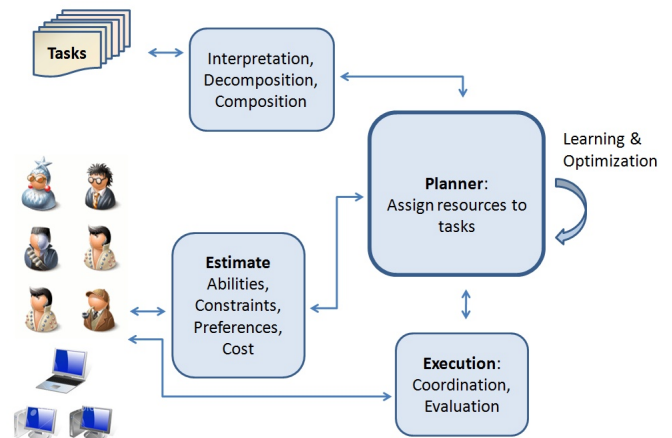 Tasks
Interpretation,
Decomposition,
Composition
Learning &
Optimization
Planner:
Assign resources to
tasks
Estimate
Abilities,
Constraints,
Preferences,
Cost
Execution:
Coordination,
Evaluation